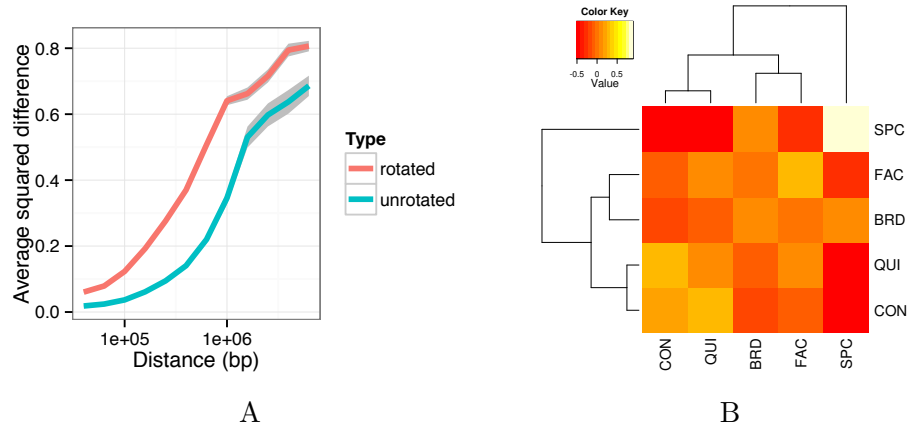 Average squared difference
0.8
0.6
0.4
0.2
0.0
1e+05
1e+06
Distance (bp)
Type
rotated
unrotated
A
Color Key
-0.5
0
0.5
Value
SPC
FAC
BRD
QUI
CON
CON
QUI
BRD
FAC
SPC
B